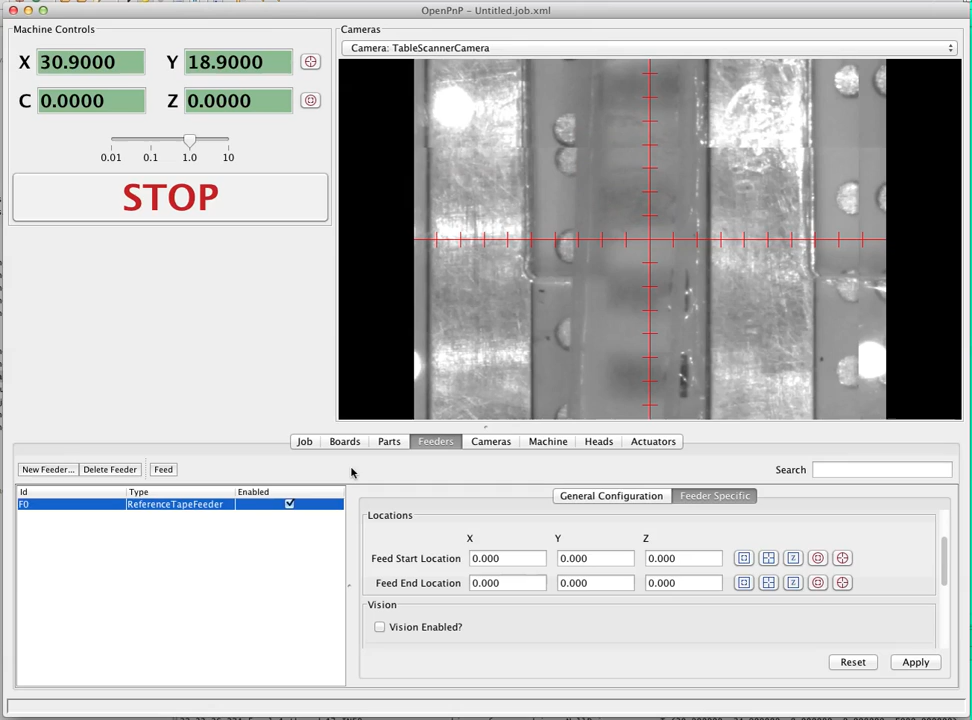 OpenPnP - Untitled.job.xml
Machine Controls
X 30.9000 Y 18.9000
C 0.0000 Z 0.0000
0.01 0.1 1.0 10
STOP
Cameras
Camera: TableScannerCamera
Job Boards Parts Feeders Cameras Machine Heads Actuators
New Feeder... Delete Feeder Feed
Search
Id Type Enabled
F0 ReferenceTapeFeeder
General Configuration Feeder Specific
Locations
X Y Z
Feed Start Location 0.000 0.000 0.000 Z
Feed End Location 0.000 0.000 0.000 Z
Vision
Vision Enabled?
Reset Apply